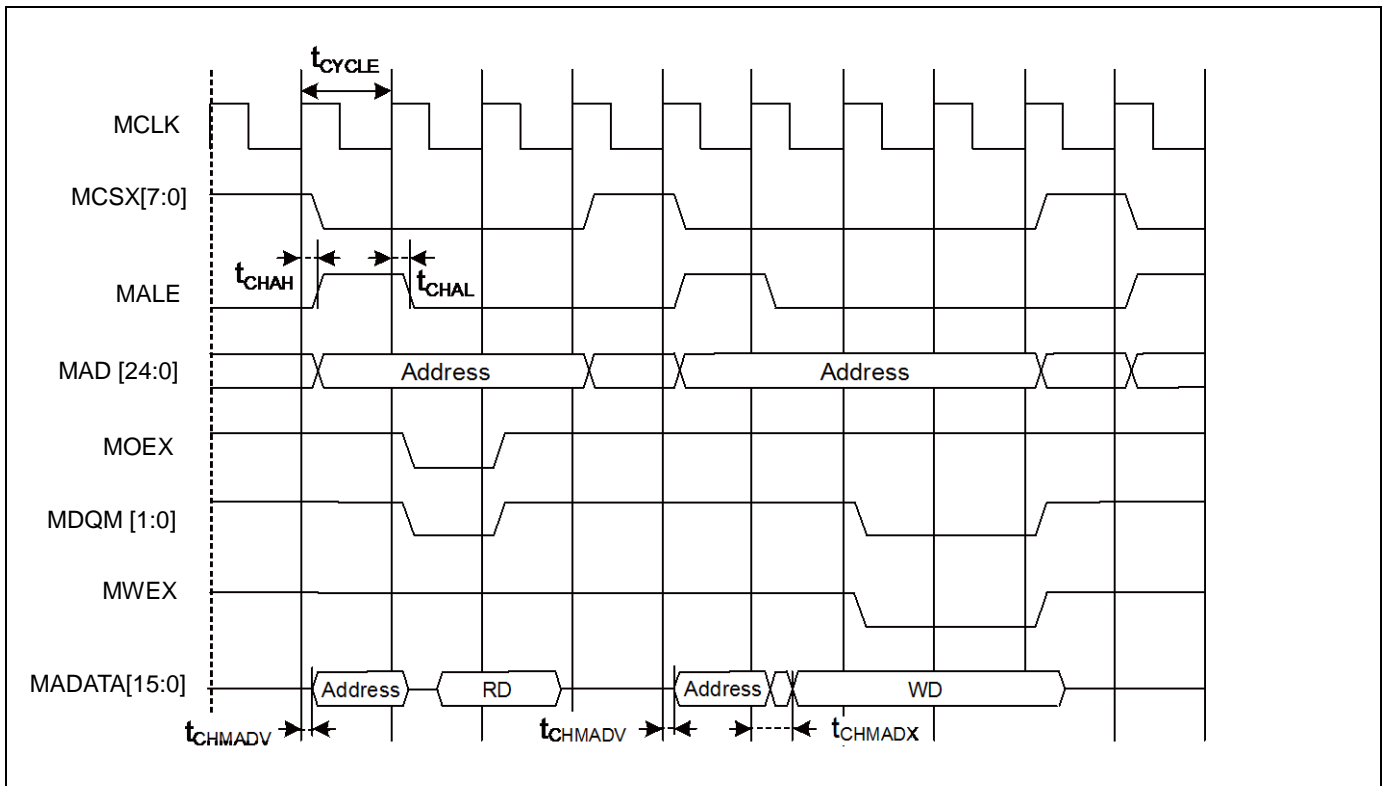 tCYCLE
MCLK
MCSX[7:0]
tCHAH
tCHAL
MALE
MAD [24:0]
Address
Address
MOEX
MDQM [1:0]
MWEX
MADATA[15:0]
Address
RD
Address
WD
tCHMADV
tCHMADV
tCHMADX